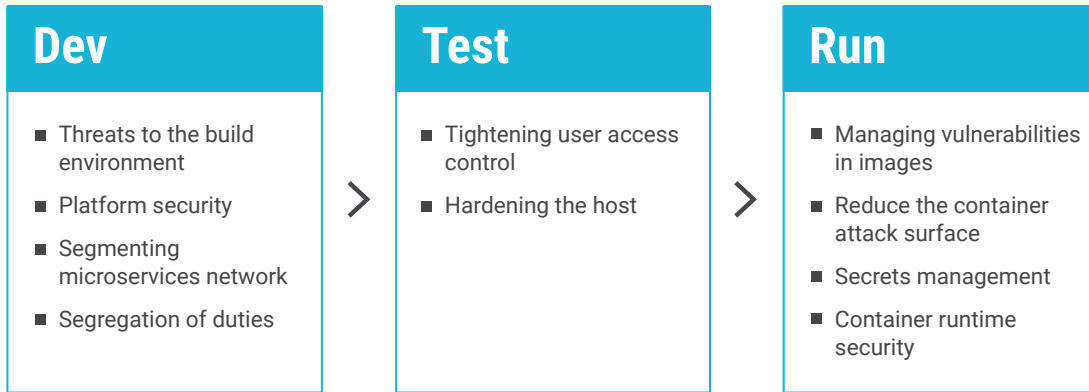 Dev
Threats to the build
environment
Platform security
Segmenting
microservices network
Segregation of duties
Test
Tightening user access
control
Hardening the host
Run
Managing vulnerabilities
in images
Reduce the container
attack surface
Secrets management
Container runtime
security